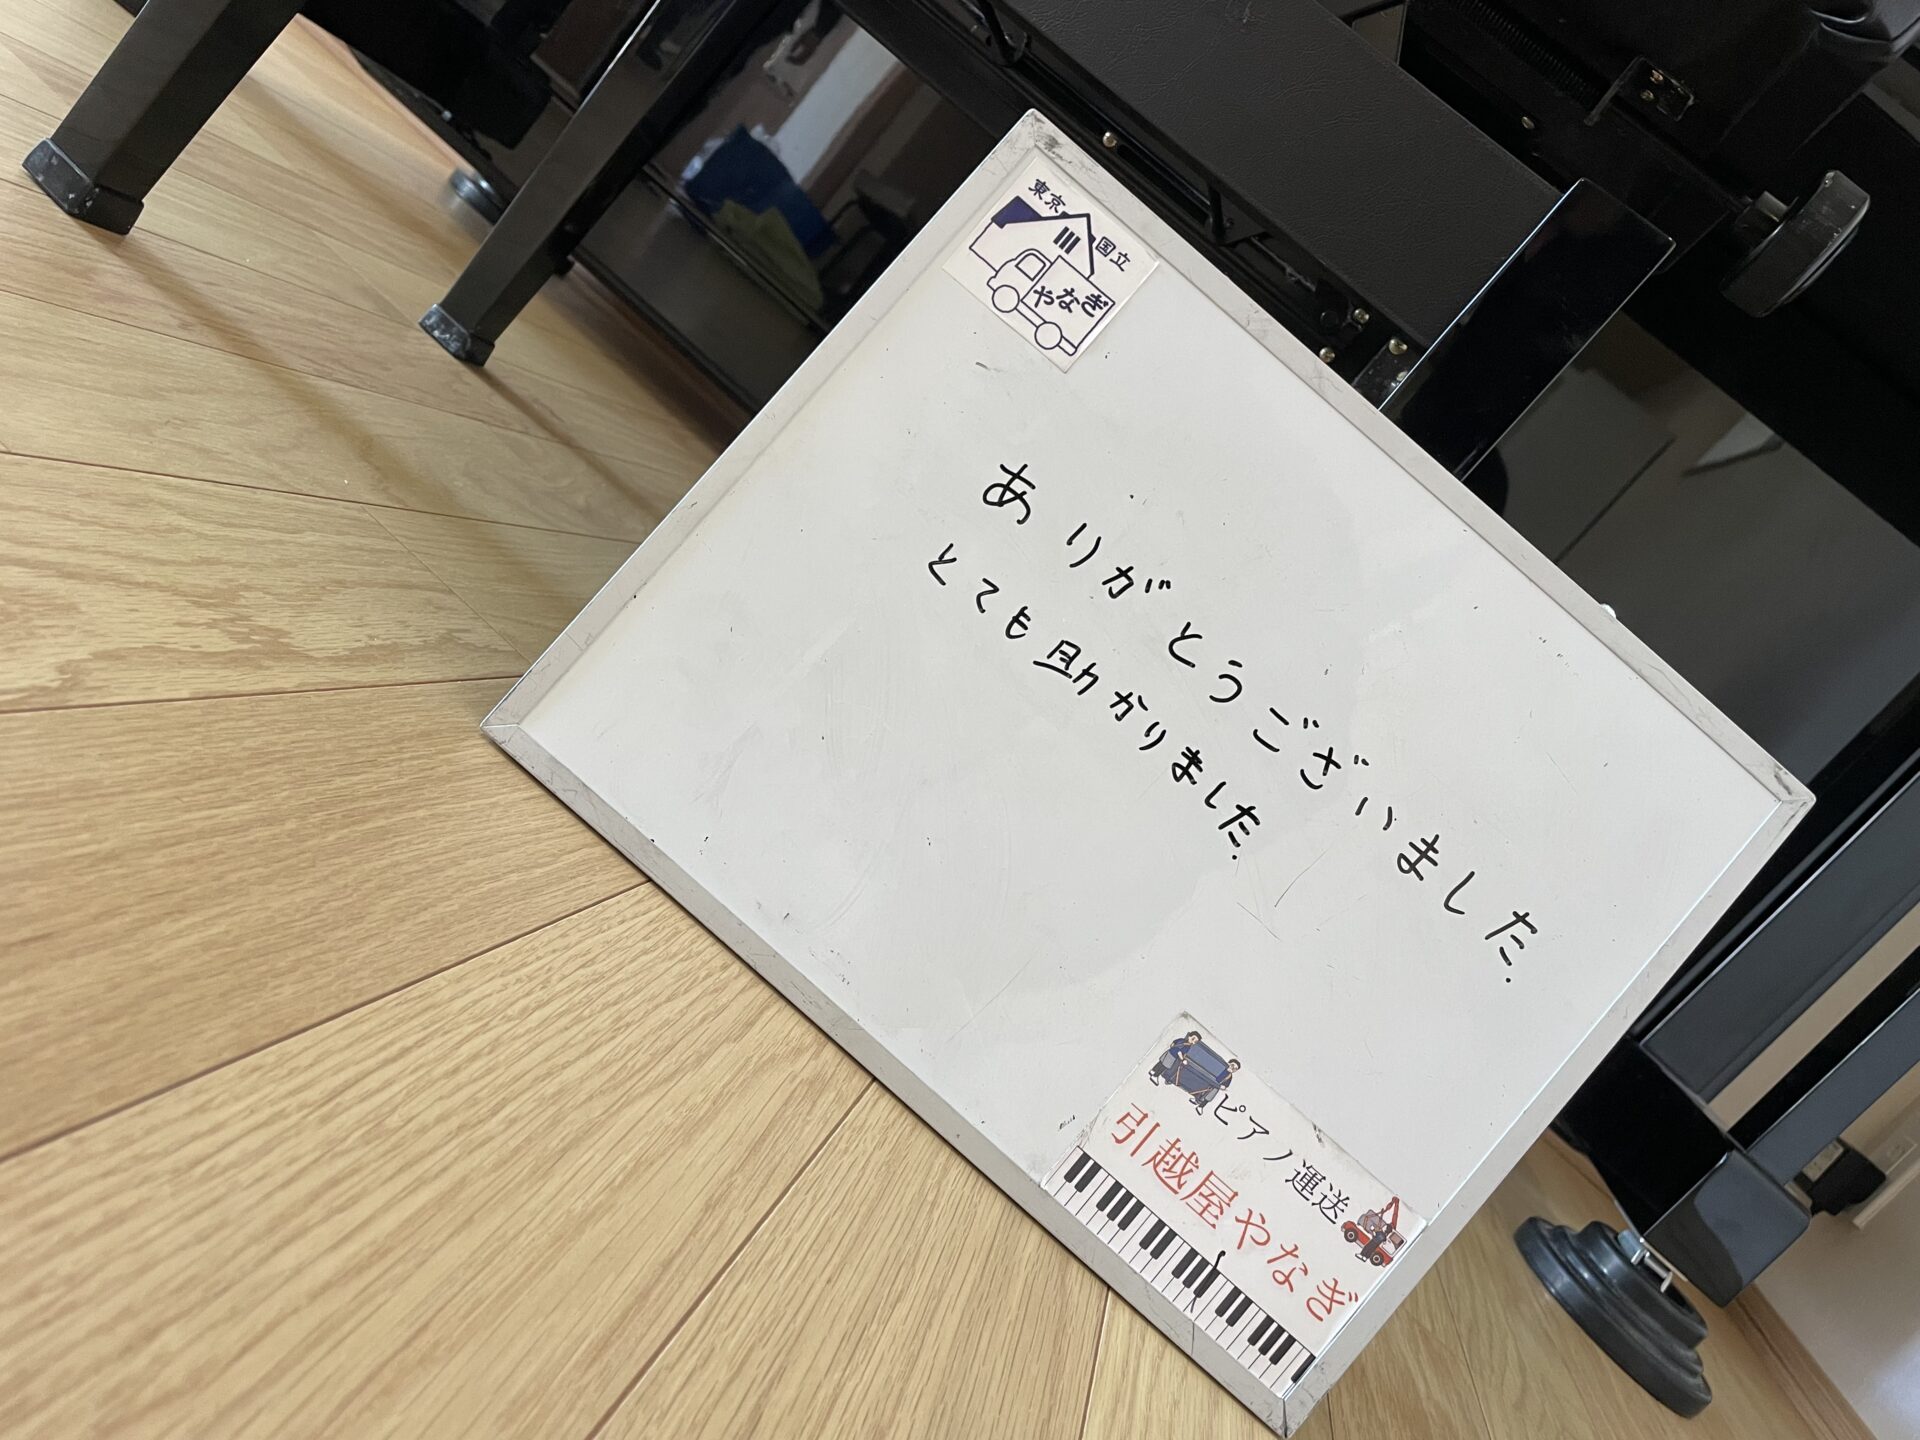 東京
国立
やなぎ
ありがとうございました.
とても助かりました.
ピアノ運送
引越屋やなぎ